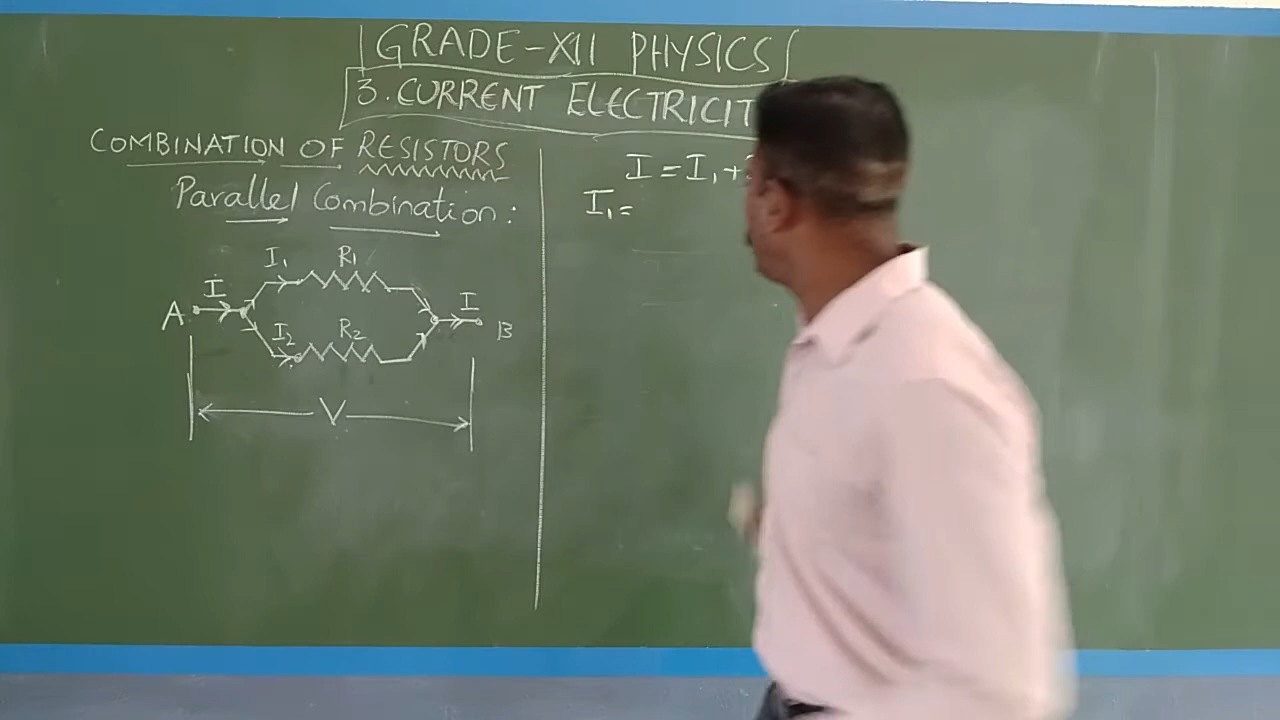 GRADE-XII PHYSICS
3. CURRENT ELECTRICIT
COMBINATION OF RESISTORS
Parallel Combination:
I₁ R₁
A I I B
I₂ R₂
V
I = I₁ +
I₁ =